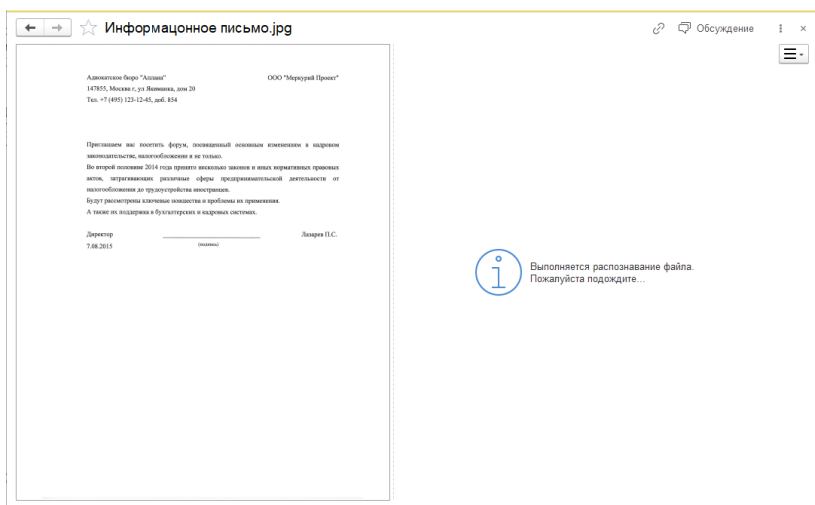 Информацонное письмо.jpg
Обсуждение
Адвокатское бюро "Аллана" ООО "Меркурий Проект"
147855, Москва г, ул Якиманка, дом 20
Тел. +7 (495) 123-12-45, доб. 854
Приглашаем вас посетить форум, посвященный основным изменениям в кадровом
законодательстве, налогообложении и не только.
Во второй половине 2014 года принято несколько законов и иных нормативных правовых
актов, затрагивающих различные сферы предпринимательской деятельности от
налогообложения до трудоустройства иностранцев.
Будут рассмотрены ключевые новшества и проблемы их применения.
А также их поддержка в бухгалтерских и кадровых системах.
Директор Лазарев П.С.
7.08.2015 (подпись)
Выполняется распознавание файла.
Пожалуйста подождите...